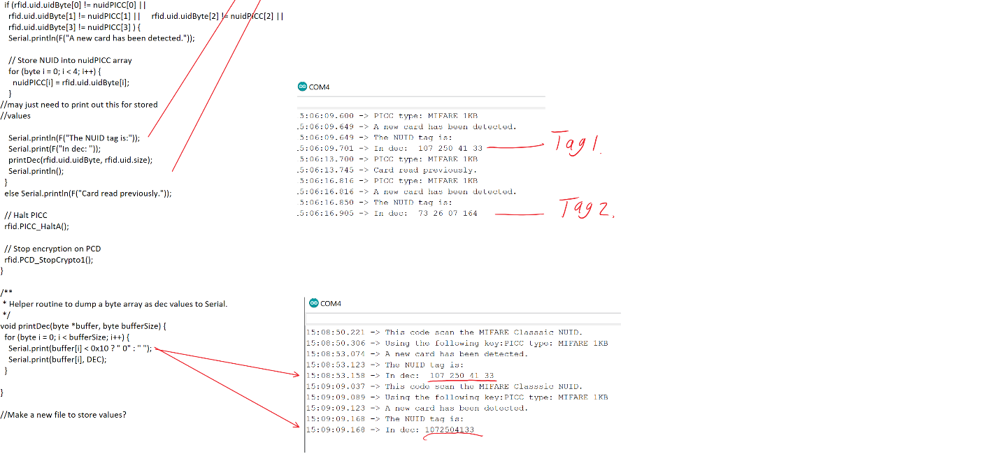 if (rfid.uid.uidByte[0] != nuidPICC[0] ||
rfid.uid.uidByte[1] != nuidPICC[1] || rfid.uid.uidByte[2] != nuidPICC[2] ||
rfid.uid.uidByte[3] != nuidPICC[3] ) {
Serial.println(F("A new card has been detected."));
// Store NUID into nuidPICC array
for (byte i = 0; i < 4; i++) {
nuidPICC[i] = rfid.uid.uidByte[i];
}
//may just need to print out this for stored
//values
Serial.println(F("The NUID tag is:"));
Serial.print(F("In dec: "));
printDec(rfid.uid.uidByte, rfid.uid.size);
Serial.println();
}
else Serial.println(F("Card read previously."));
// Halt PICC
rfid.PICC_HaltA();
// Stop encryption on PCD
rfid.PCD_StopCrypto1();
}
/**
* Helper routine to dump a byte array as dec values to Serial.
*/
void printDec(byte *buffer, byte bufferSize) {
for (byte i = 0; i < bufferSize; i++) {
Serial.print(buffer[i] < 0x10 ? " 0" : " ");
Serial.print(buffer[i], DEC);
}
}
//Make a new file to store values?
COM4
5:06:09.600 -> PICC type: MIFARE 1KB
.5:06:09.649 -> A new card has been detected.
.5:06:09.649 -> The NUID tag is:
.5:06:09.701 -> In dec:  107 250 41 33
Tag 1.
.5:06:13.700 -> PICC type: MIFARE 1KB
.5:06:13.745 -> Card read previously.
.5:06:16.816 -> PICC type: MIFARE 1KB
.5:06:16.816 -> A new card has been detected.
.5:06:16.850 -> The NUID tag is:
.5:06:16.905 -> In dec:  73 26 07 164
Tag 2.
COM4
15:08:50.221 -> This code scan the MIFARE Classsic NUID.
15:08:50.306 -> Using the following key:PICC type: MIFARE 1KB
15:08:53.074 -> A new card has been detected.
15:08:53.123 -> The NUID tag is:
15:08:53.158 -> In dec:  107 250 41 33
15:09:09.037 -> This code scan the MIFARE Classsic NUID.
15:09:09.089 -> Using the following key:PICC type: MIFARE 1KB
15:09:09.123 -> A new card has been detected.
15:09:09.168 -> The NUID tag is:
15:09:09.168 -> In dec: 1072504133